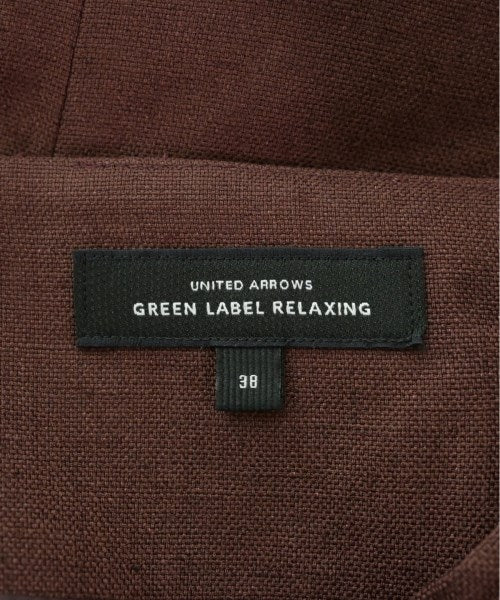 UNITED ARROWS
GREEN LABEL RELAXING
38